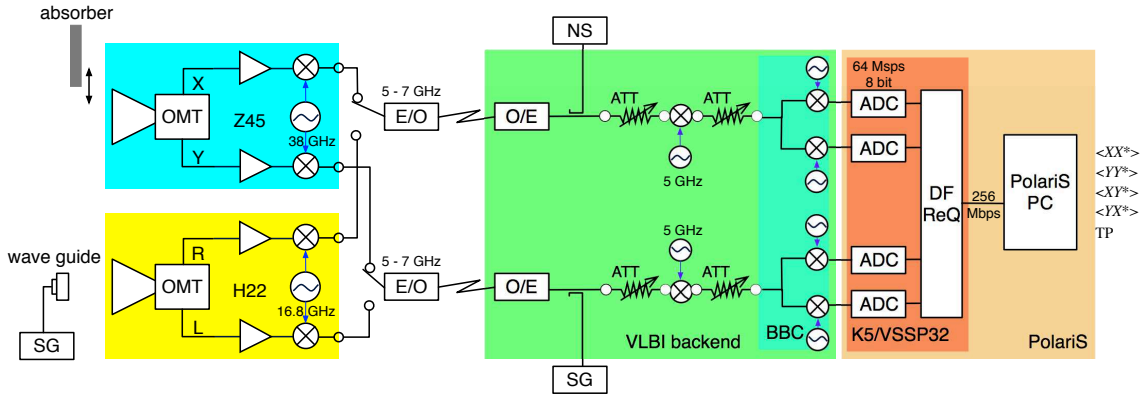 absorber
NS
X
OMT
Z45
38 GHz
Y
5 - 7 GHz
E/O
O/E
ATT
ATT
5 GHz
64 Msps
8 bit
ADC
ADC
DF
ReQ
256
Mbps
PolariS
PC
<XX*>
<YY*>
<XY*>
<YX*>
TP
wave guide
SG
R
OMT
H22
16.8 GHz
L
5 - 7 GHz
E/O
O/E
5 GHz
ATT
ATT
ADC
ADC
BBC
VLBI backend
K5/VSSP32
PolariS
SG